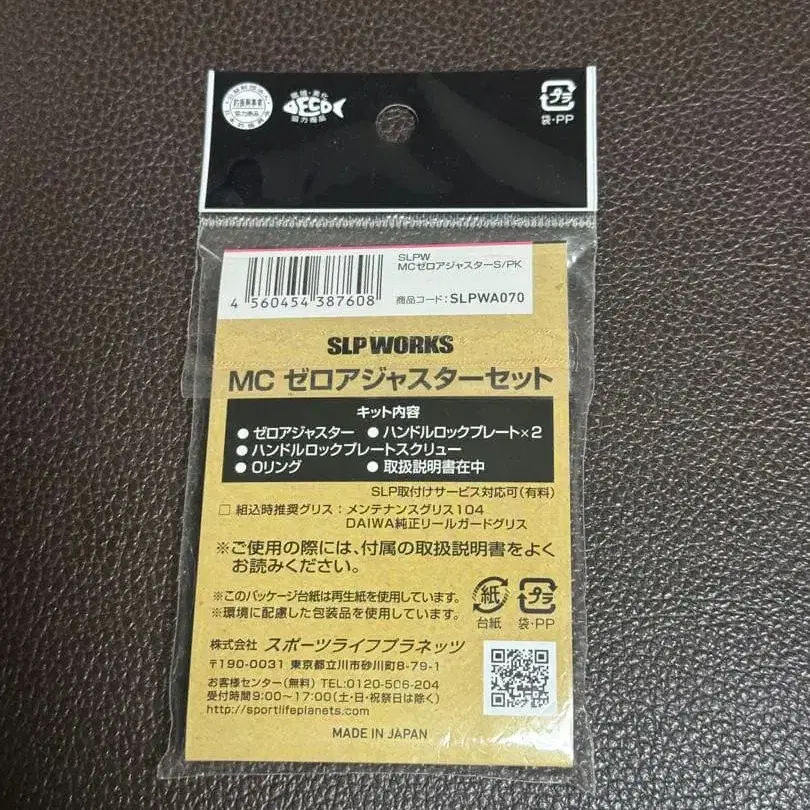 協力商品
ECO
協力商品
プラ
袋・PP
SLPW
MCゼロアジャスターS/PK
4 560454 387608
商品コード:SLPWA070
SLP WORKS
MC ゼロアジャスターセット
キット内容
● ゼロアジャスター ● ハンドルロックプレート×2
● ハンドルロックプレートスクリュー
● Oリング ● 取扱説明書在中
SLP取付けサービス対応可(有料)
□ 組込時推奨グリス:メンテナンスグリス104
DAIWA純正リールガードグリス
※ご使用の際には、付属の取扱説明書をよく
お読みください。
※このパッケージ台紙は再生紙を使用しています。
※環境に配慮した包装品を使用しています。
紙
台紙
プラ
袋・PP
株式会社 スポーツライフプラネッツ
〒190-0031 東京都立川市砂川町8-79-1
お客様センター(無料) TEL:0120-506-204
受付時間9:00〜17:00(土・日・祝祭日は除く)
http://sportlifeplanets.com
MADE IN JAPAN